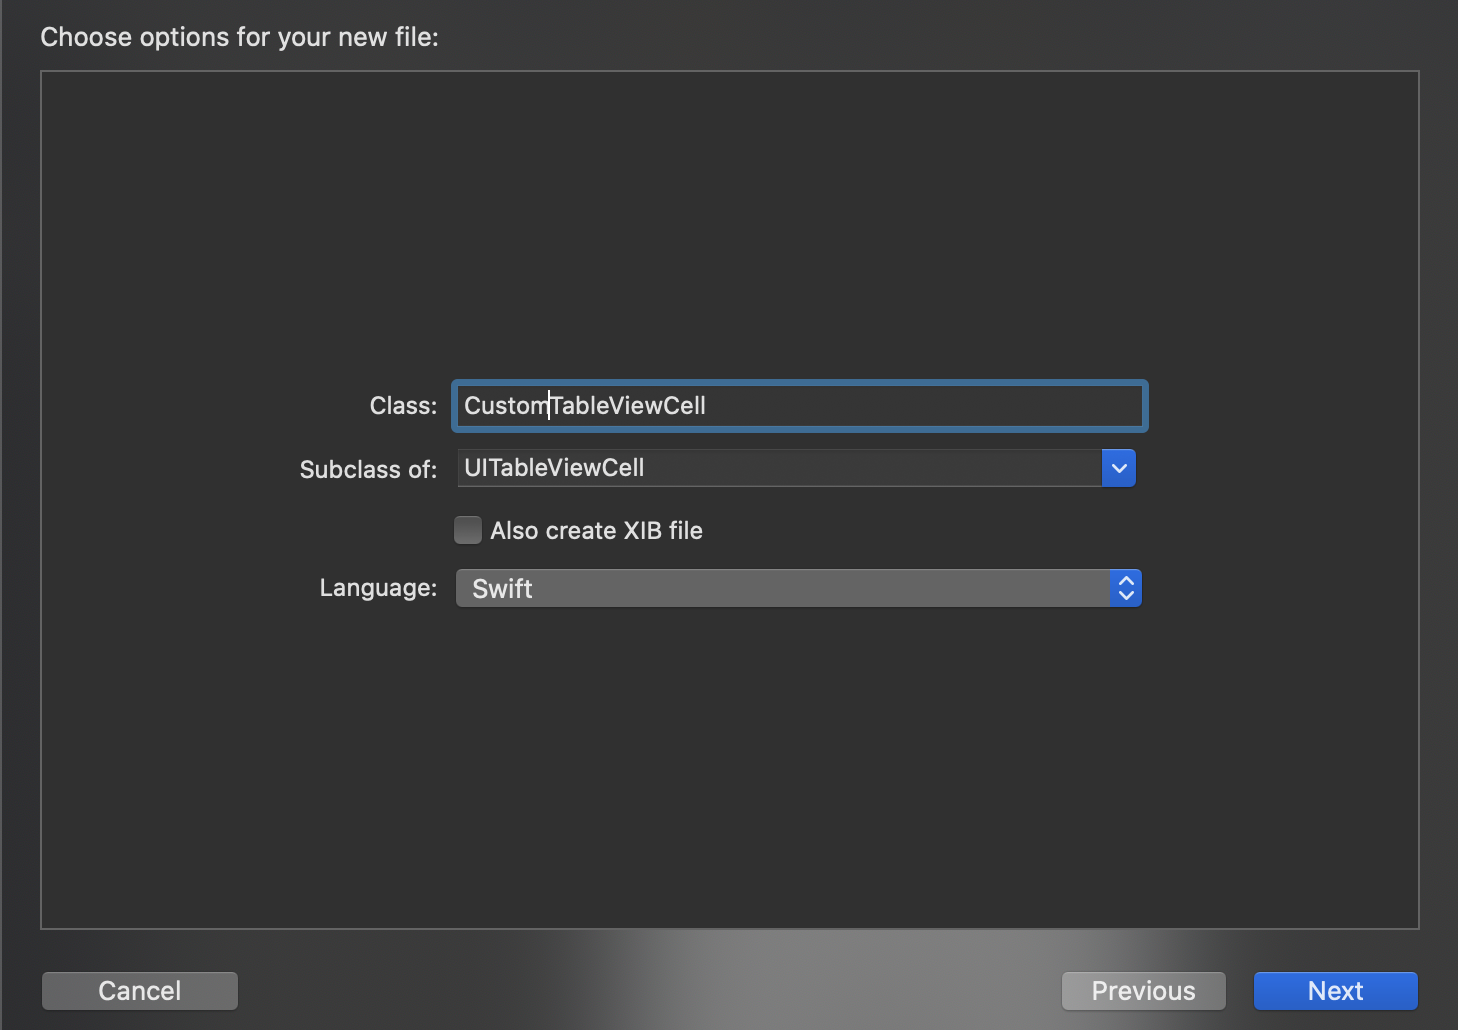 Choose options for your new file:
Class: CustomTableViewCell
Subclass of: UITableViewCell
Also create XIB file
Language: Swift
Cancel Previous Next